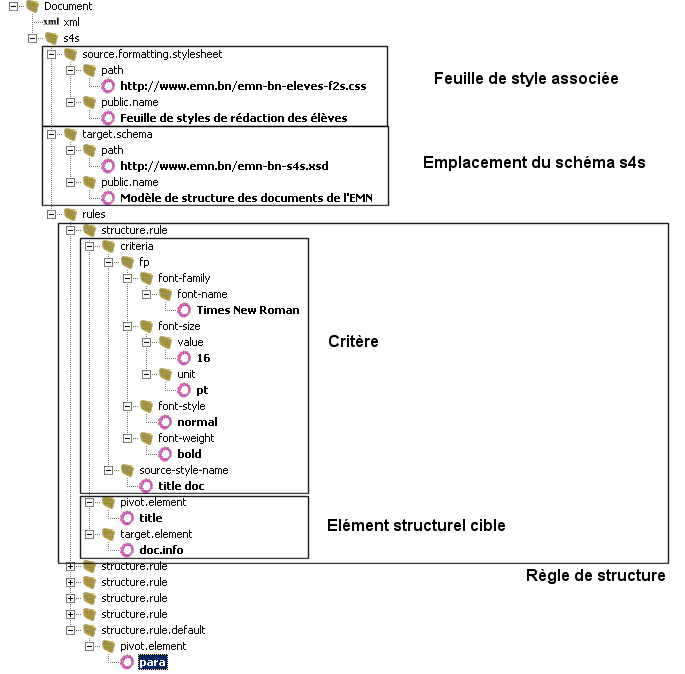 Document
xml xml
s4s
source.formatting.stylesheet
path
http://www.emn.bn/emn-bn-eleves-f2s.css
public.name
Feuille de styles de rédaction des élèves
Feuille de style associée
target.schema
path
http://www.emn.bn/emn-bn-s4s.xsd
public.name
Modèle de structure des documents de l'EMN
Emplacement du schéma s4s
rules
structure.rule
criteria
fp
font-family
font-name
Times New Roman
font-size
value
16
unit
pt
font-style
normal
font-weight
bold
source-style-name
title doc
Critère
pivot.element
title
target.element
doc.info
Elément structurel cible
Règle de structure
structure.rule
structure.rule
structure.rule
structure.rule
structure.rule.default
pivot.element
para